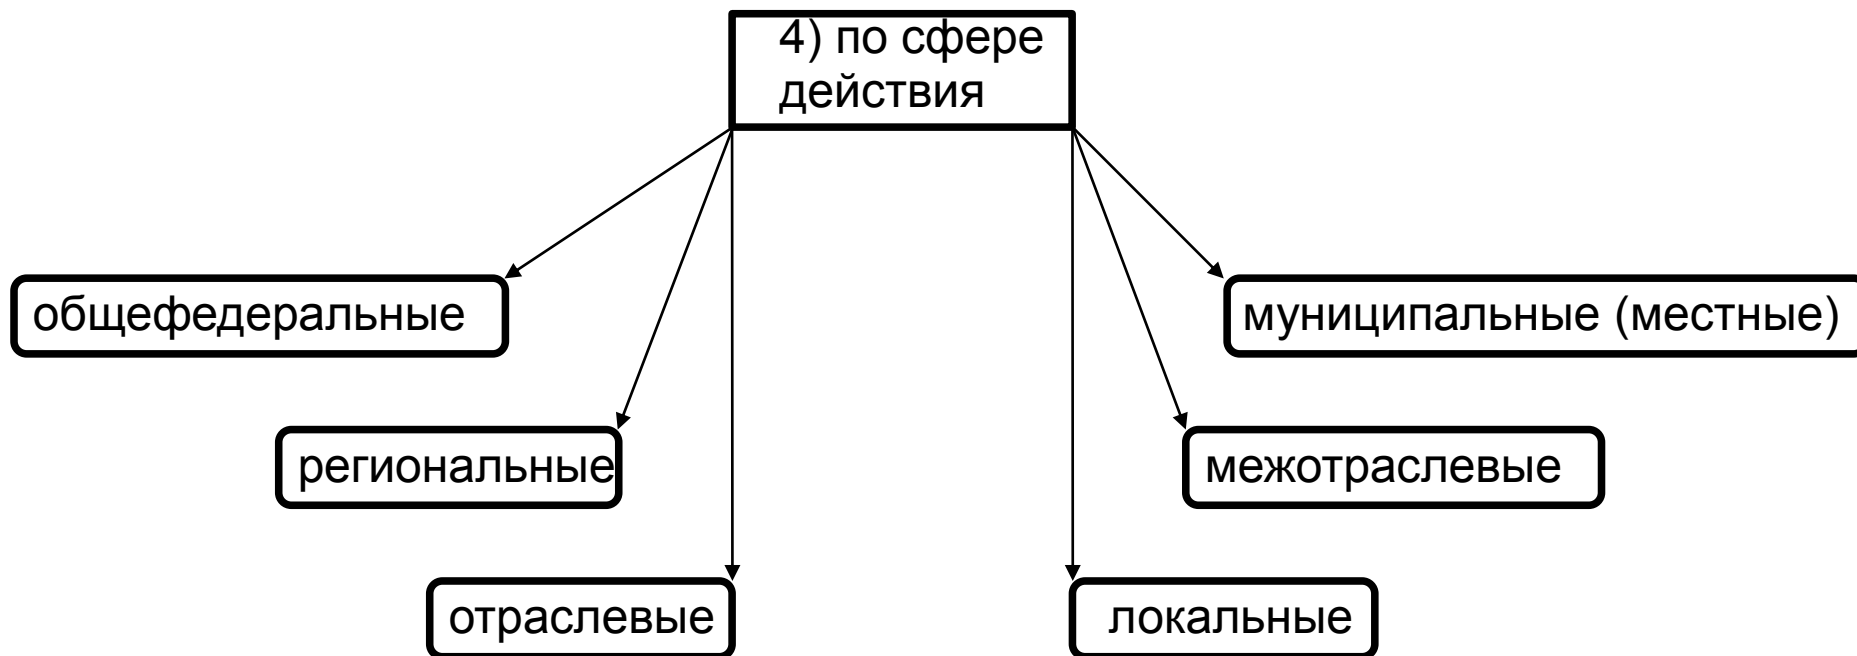 4) по сфере
действия
общефедеральные
муниципальные (местные)
региональные
межотраслевые
отраслевые
локальные